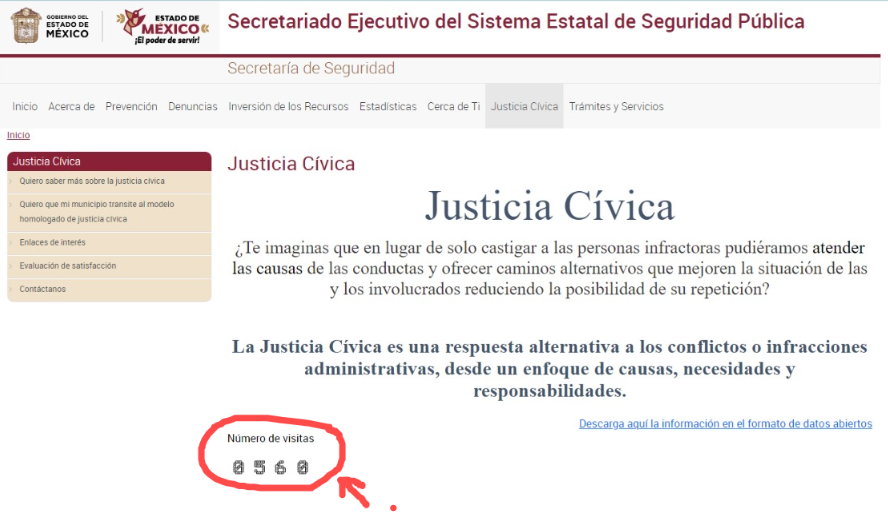 GOBIERNO DEL
ESTADO DE
MÉXICO
ESTADO DE
MÉXICO
¡El poder de servir!
Secretariado Ejecutivo del Sistema Estatal de Seguridad Pública
Secretaría de Seguridad
Inicio Acerca de Prevención Denuncias Inversión de los Recursos Estadísticas Cerca de Ti Justicia Cívica Trámites y Servicios
Inicio
Justicia Cívica
Quiero saber más sobre la justicia cívica
Quiero que mi municipio transite al modelo
homologado de justicia cívica
Enlaces de interés
Evaluación de satisfacción
Contáctanos
Justicia Cívica
Justicia Cívica
¿Te imaginas que en lugar de solo castigar a las personas infractoras pudiéramos atender
las causas de las conductas y ofrecer caminos alternativos que mejoren la situación de las
y los involucrados reduciendo la posibilidad de su repetición?
La Justicia Cívica es una respuesta alternativa a los conflictos o infracciones
administrativas, desde un enfoque de causas, necesidades y
responsabilidades.
Descarga aquí la información en el formato de datos abiertos
Número de visitas
0560